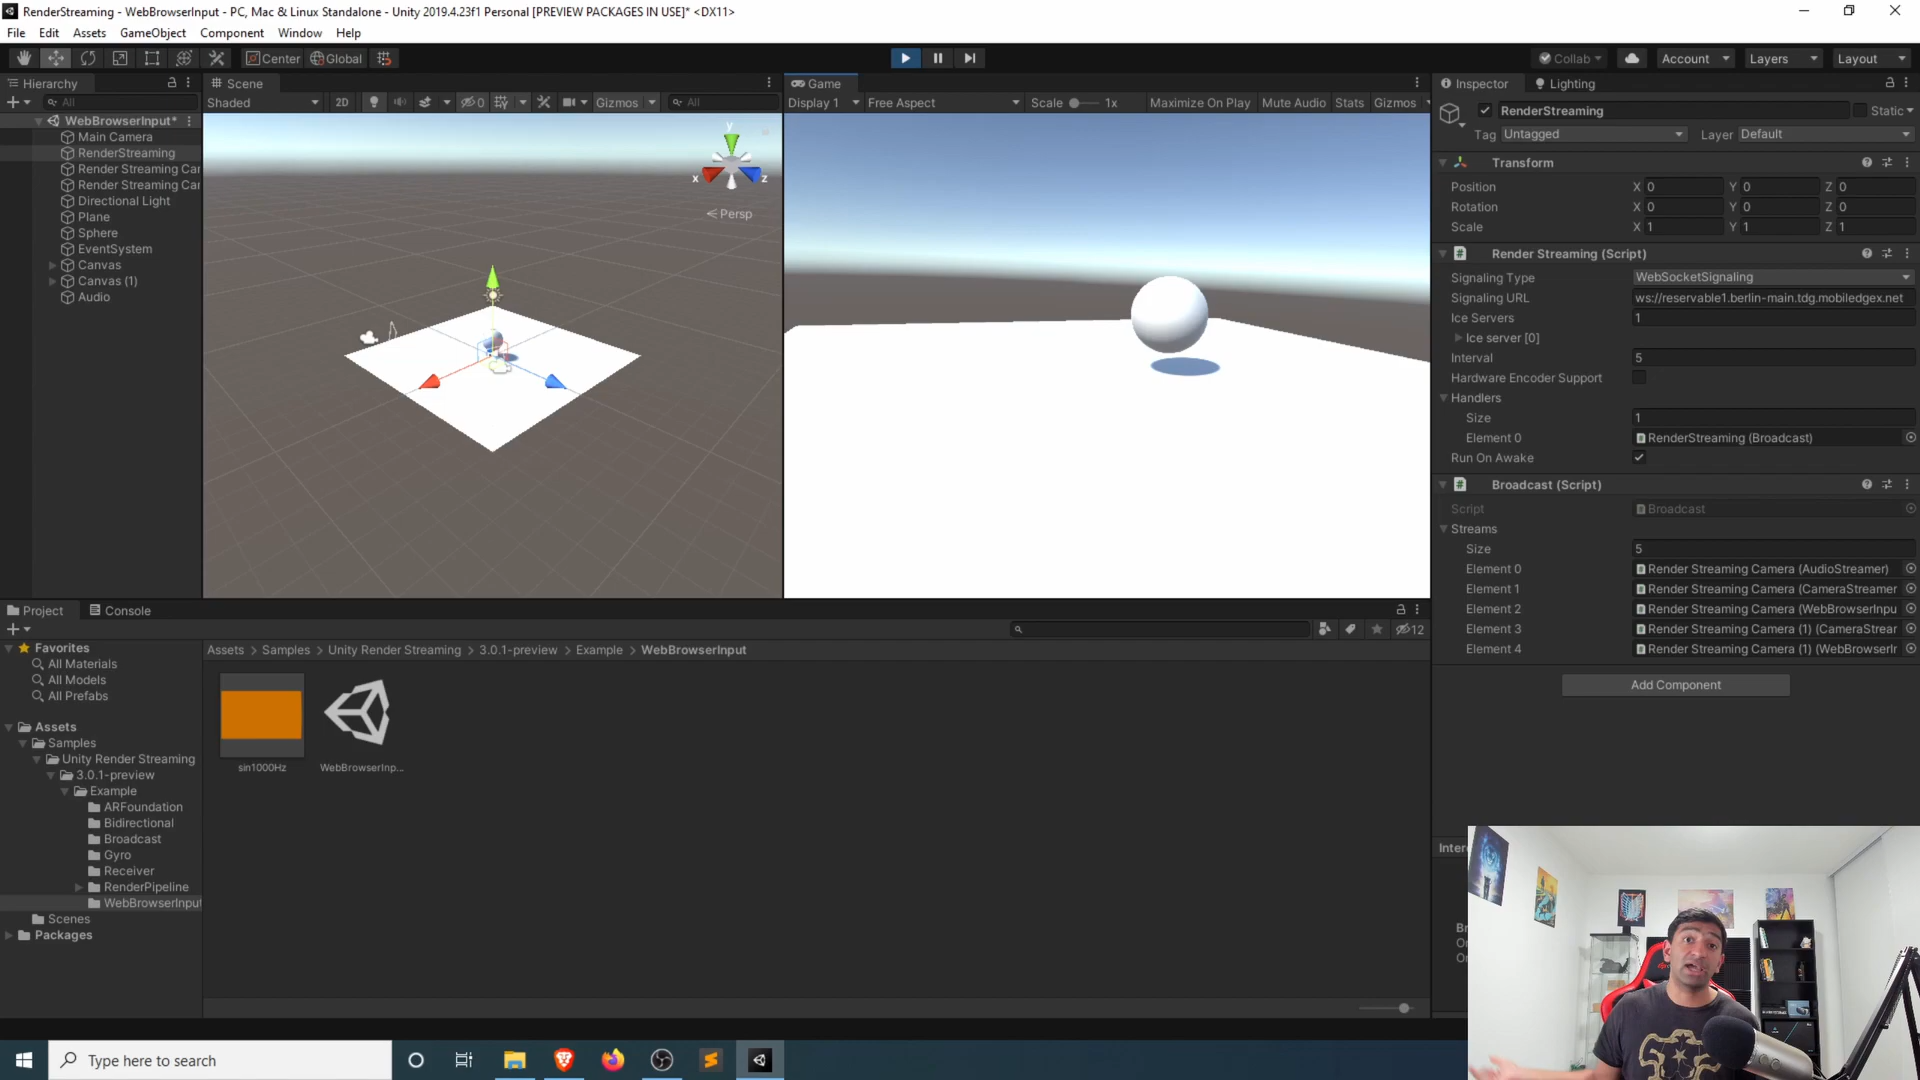 RenderStreaming - WebBrowserInput - PC, Mac & Linux Standalone - Unity 2019.4.23f1 Personal [PREVIEW PACKAGES IN USE]* <DX11>
File Edit Assets GameObject Component Window Help
Center Global Collab Account Layers Layout
Hierarchy
All
WebBrowserInput*
Main Camera
RenderStreaming
Render Streaming Car
Render Streaming Car
Directional Light
Plane
Sphere
EventSystem
Canvas
Canvas (1)
Audio
Scene
Shaded 2D 0 Gizmos All
y
x z
Persp
Game
Display 1 Free Aspect Scale 1x Maximize On Play Mute Audio Stats Gizmos
Inspector Lighting
RenderStreaming Static
Tag Untagged Layer Default
Transform
Position X 0 Y 0 Z 0
Rotation X 0 Y 0 Z 0
Scale X 1 Y 1 Z 1
Render Streaming (Script)
Signaling Type WebSocketSignaling
Signaling URL ws://reservable1.berlin-main.tdg.mobiledgex.net
Ice Servers 1
Ice server [0]
Interval 5
Hardware Encoder Support
Handlers
Size 1
Element 0 RenderStreaming (Broadcast)
Run On Awake
Broadcast (Script)
Script Broadcast
Streams
Size 5
Element 0 Render Streaming Camera (AudioStreamer)
Element 1 Render Streaming Camera (CameraStreamer
Element 2 Render Streaming Camera (WebBrowserInpu
Element 3 Render Streaming Camera (1) (CameraStrear
Element 4 Render Streaming Camera (1) (WebBrowserIr
Add Component
Interc
Br
Or
Or
Project Console
12
Favorites
All Materials
All Models
All Prefabs
Assets
Samples
Unity Render Streaming
3.0.1-preview
Example
ARFoundation
Bidirectional
Broadcast
Gyro
Receiver
RenderPipeline
WebBrowserInput
Scenes
Packages
Assets > Samples > Unity Render Streaming > 3.0.1-preview > Example > WebBrowserInput
sin1000Hz
WebBrowserInp...
Type here to search